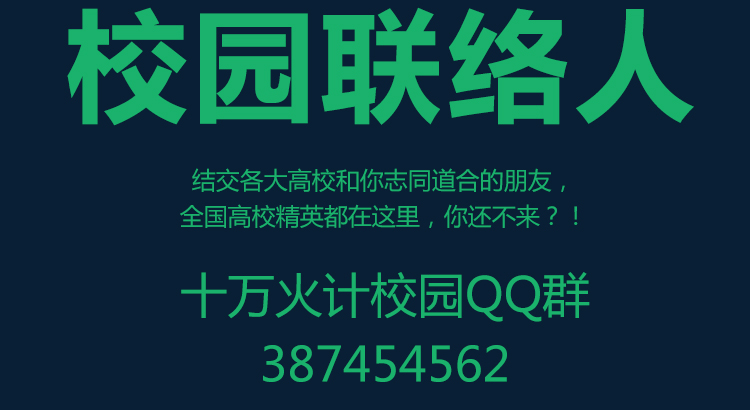 校园联络人
结交各大高校和你志同道合的朋友，
全国高校精英都在这里，你还不来？！
十万火计校园QQ群
387454562